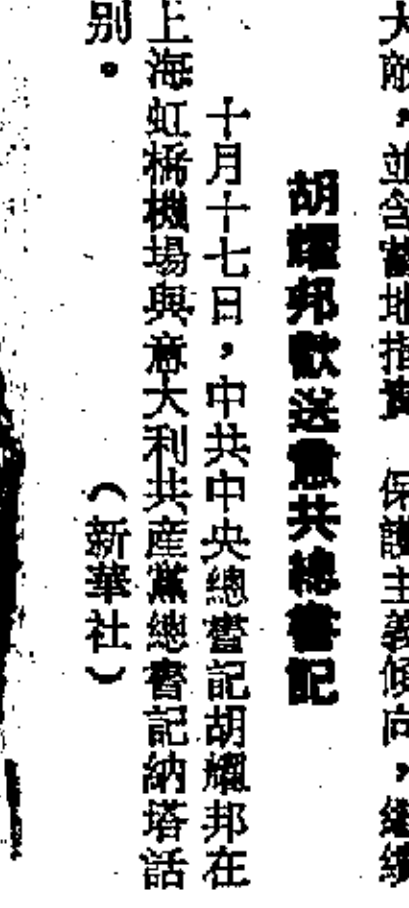 大敵，並含蓄地指責　保護主義傾向，繼續
胡耀邦歡送意共總書記
十月十七日，中共中央總書記胡耀邦在
上海虹橋機場與意大利共產黨總書記納塔話
别。
（新華社）